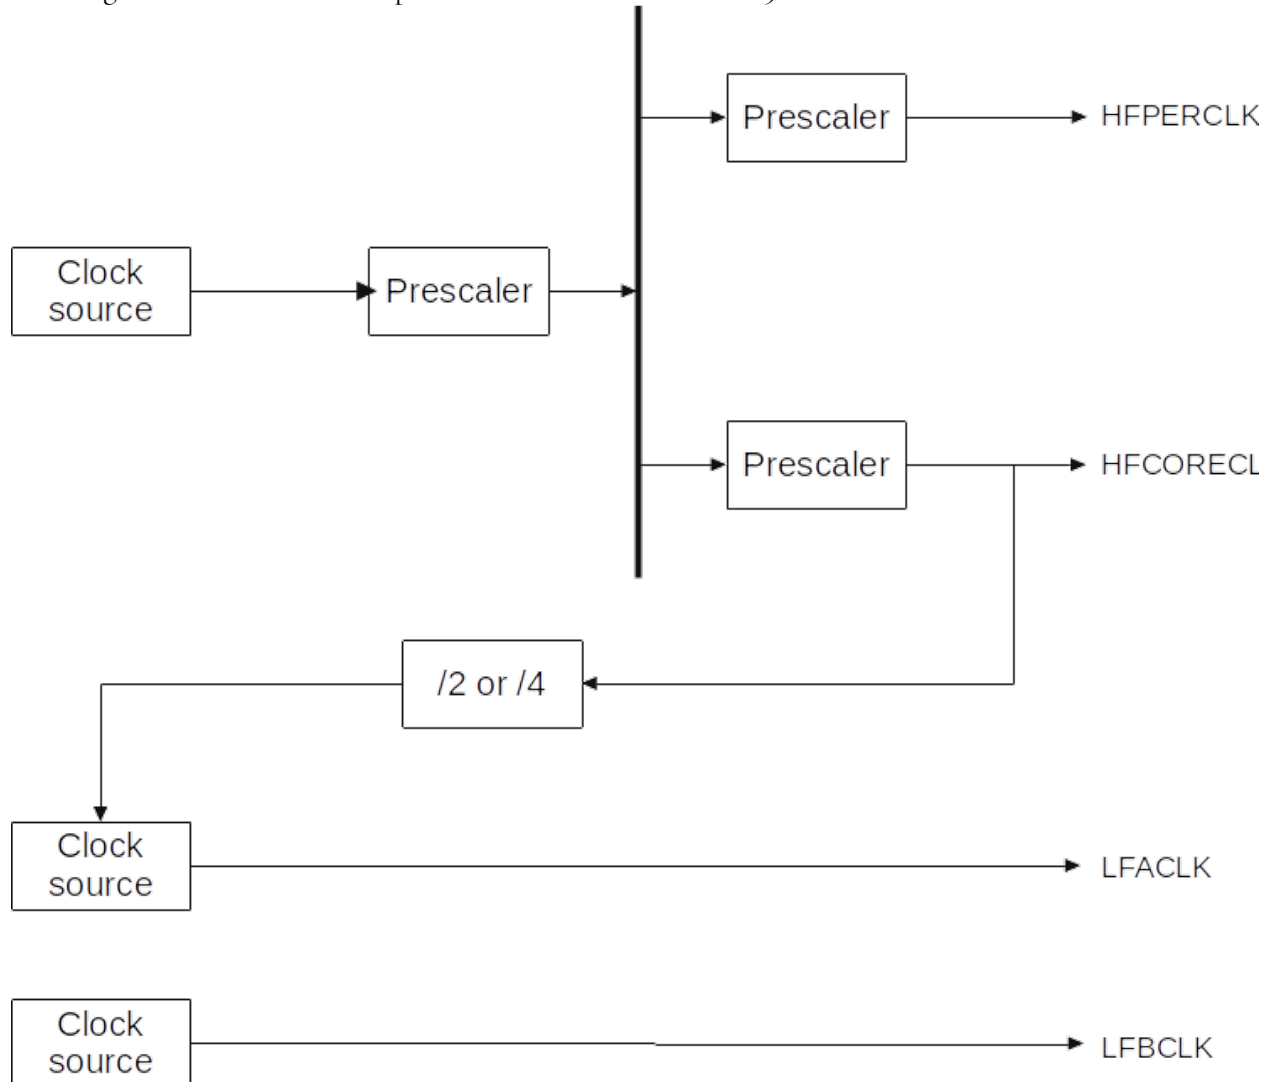 Prescaler
HFPERCLK
Clock
source
Prescaler
Prescaler
HFCORECL
/2 or /4
Clock
source
LFACLK
Clock
source
LFBCLK